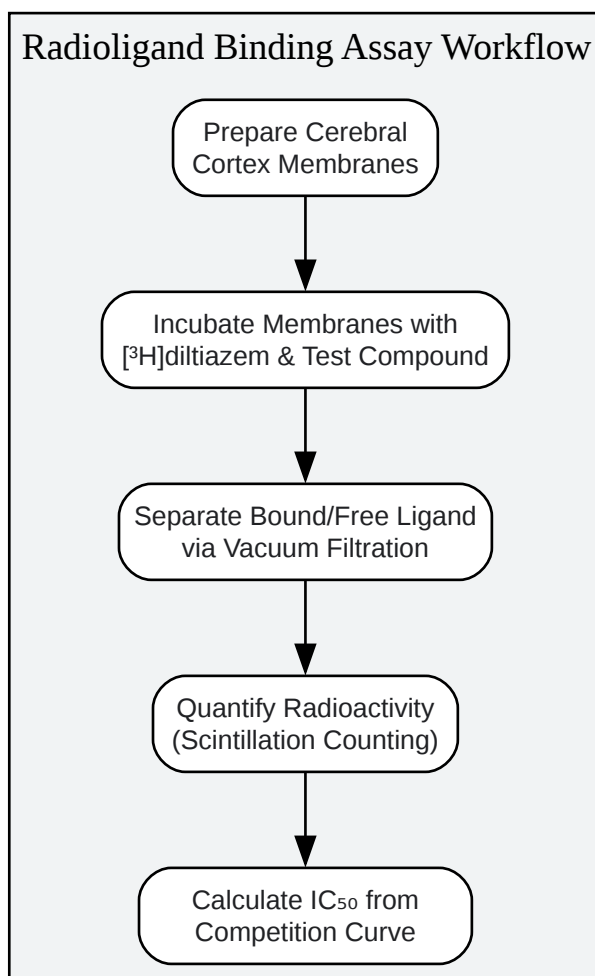 Radioligand Binding Assay Workflow
Prepare Cerebral
Cortex Membranes
Incubate Membranes with
[³H]diltiazem & Test Compound
Separate Bound/Free Ligand
via Vacuum Filtration
Quantify Radioactivity
(Scintillation Counting)
Calculate IC₅₀ from
Competition Curve